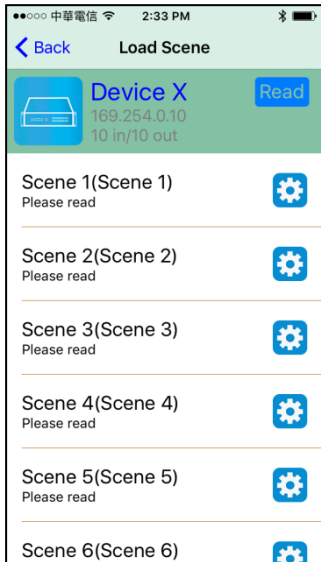 中華電信 2:33 PM
Back Load Scene
Device X
Read
169.254.0.10
10 in/10 out
Scene 1(Scene 1)
Please read
Scene 2(Scene 2)
Please read
Scene 3(Scene 3)
Please read
Scene 4(Scene 4)
Please read
Scene 5(Scene 5)
Please read
Scene 6(Scene 6)